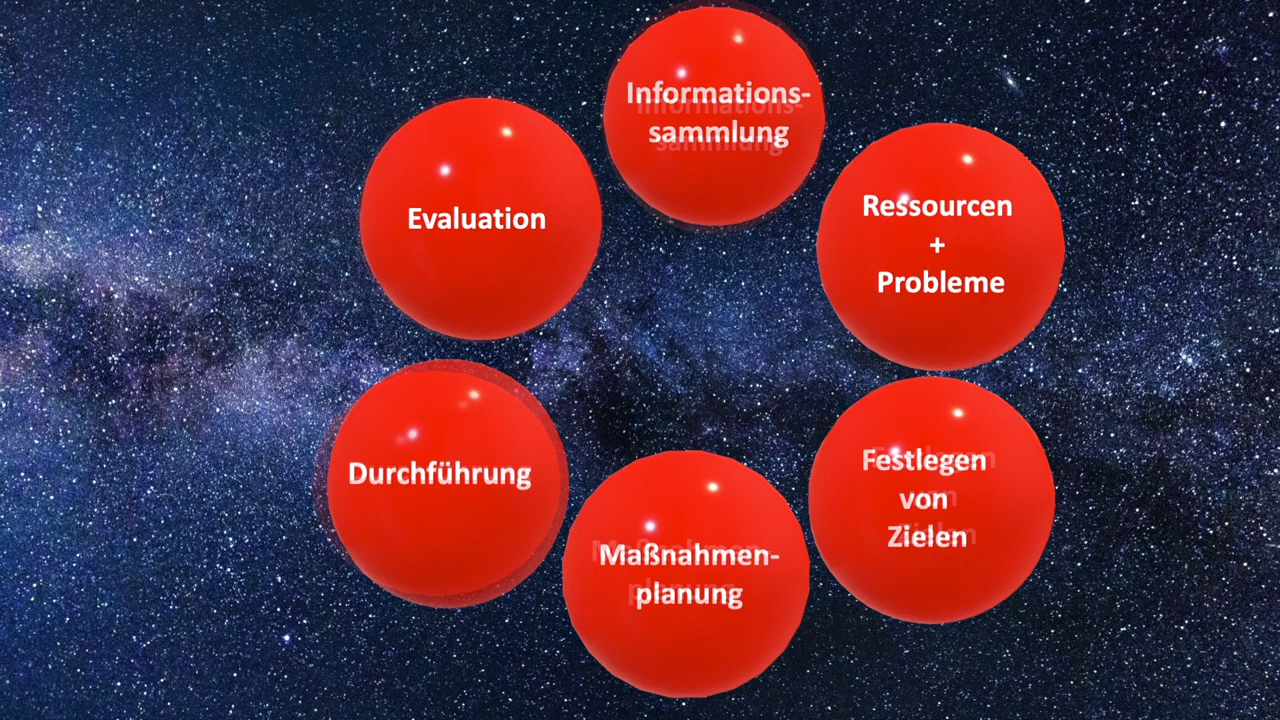 Informations-
sammlung
Ressourcen
+
Probleme
Festlegen
von
Zielen
Maßnahmen-
planung
Durchführung
Evaluation